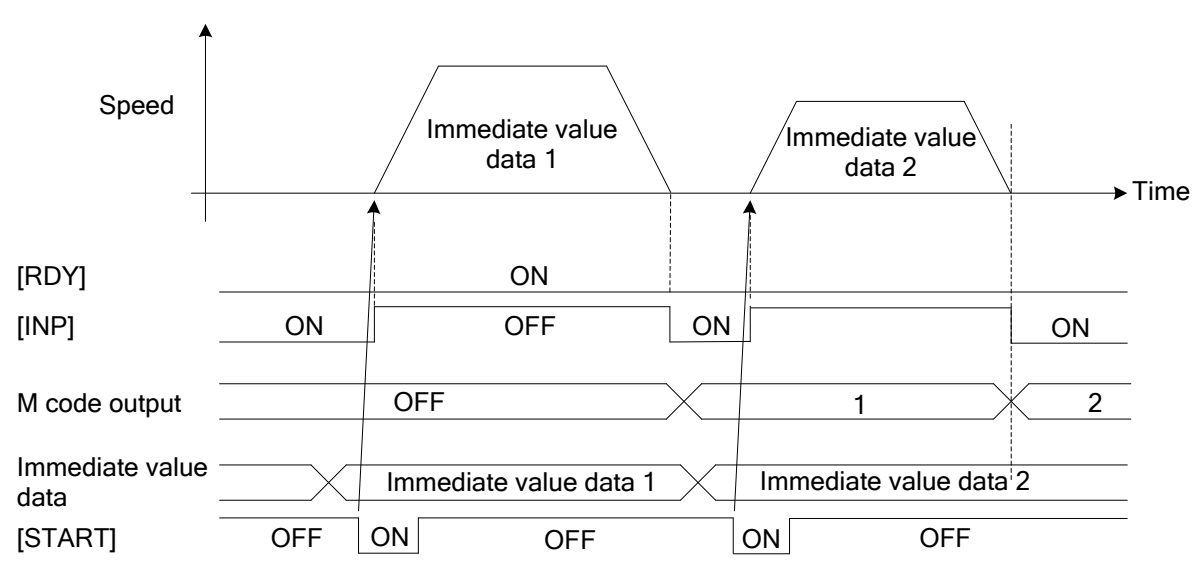 Speed
Immediate value
data 1
Immediate value
data 2
Time
[RDY]
ON
[INP]
ON
OFF
ON
ON
M code output
OFF
1
2
Immediate value
data
Immediate value data 1
Immediate value data 2
[START]
OFF
ON
OFF
ON
OFF